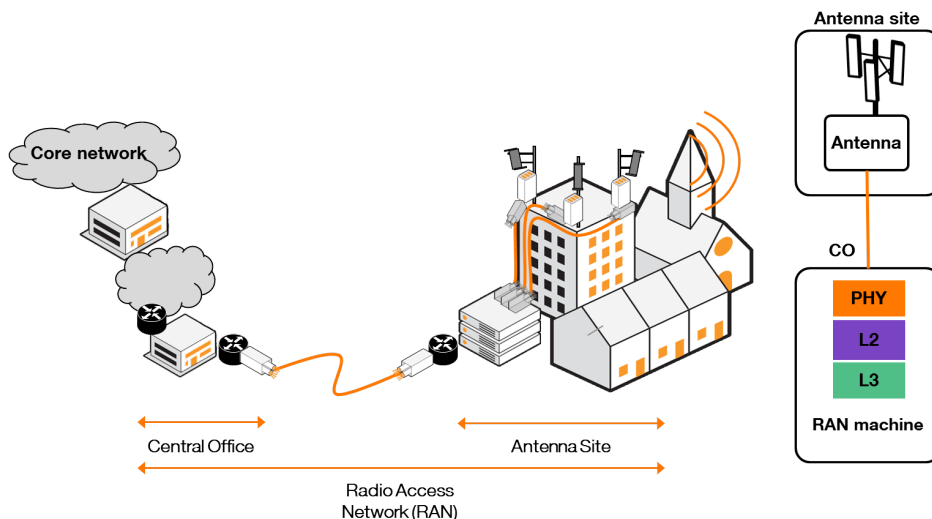 Core network
Central Office
Antenna Site
Radio Access
Network (RAN)
Antenna site
Antenna
CO
PHY
L2
L3
RAN machine